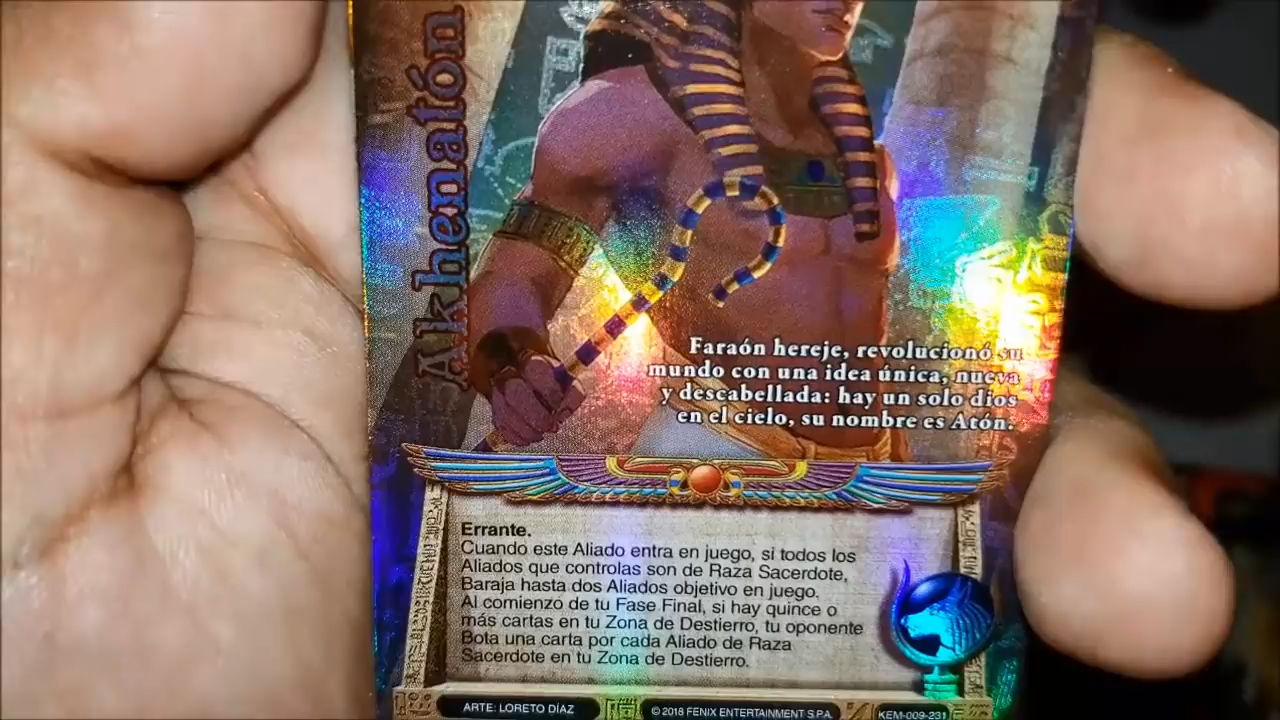 Akhenatón
Faraón hereje, revolucionó su
mundo con una idea única, nueva
y descabellada: hay un solo dios
en el cielo, su nombre es Atón.
Errante.
Cuando este Aliado entra en juego, si todos los
Aliados que controlas son de Raza Sacerdote,
Baraja hasta dos Aliados objetivo en juego.
Al comienzo de tu Fase Final, si hay quince o
más cartas en tu Zona de Destierro, tu oponente
Bota una carta por cada Aliado de Raza
Sacerdote en tu Zona de Destierro.
ARTE: LORETO DÍAZ
© 2018 FENIX ENTERTAINMENT S.P.A.
KEM-009-231